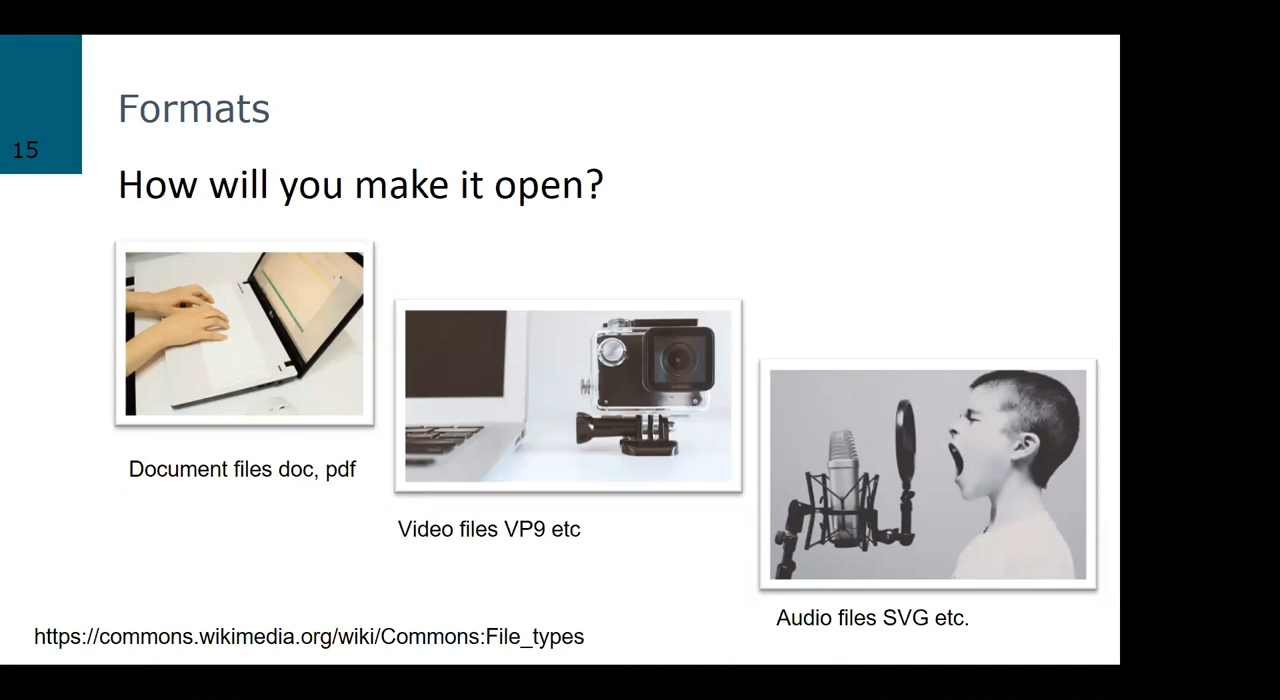 Formats
15
How will you make it open?
Document files doc, pdf
Video files VP9 etc
Audio files SVG etc.
https://commons.wikimedia.org/wiki/Commons:File_types